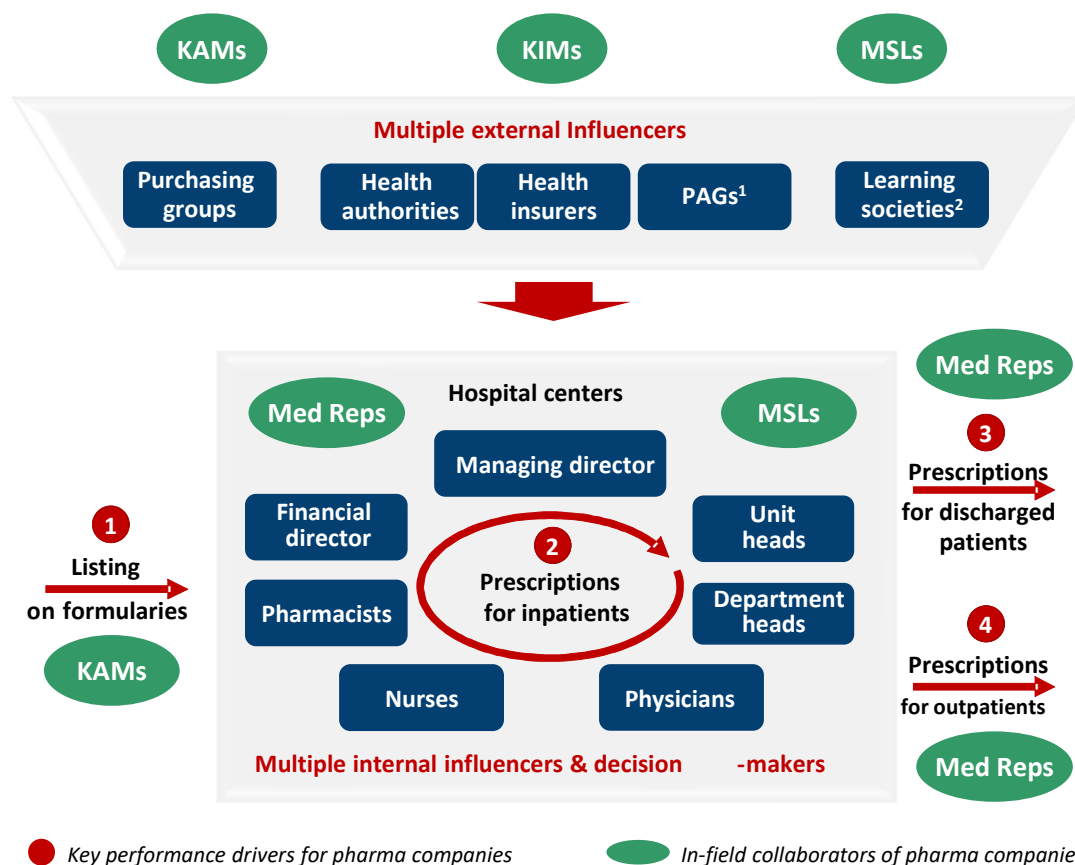 KAMs
KIMs
MSLs
Multiple external Influencers
Purchasing
groups
Health
authorities
Health
insurers
PAGs¹
Learning
societies²
Hospital centers
Med Reps
MSLs
Managing director
Financial
director
Unit
heads
Pharmacists
Department
heads
2
Prescriptions
for inpatients
Nurses
Physicians
Multiple internal influencers & decision -makers
1
Listing
on formularies
KAMs
Med Reps
3
Prescriptions
for discharged
patients
4
Prescriptions
for outpatients
Med Reps
Key performance drivers for pharma companies
In-field collaborators of pharma companie